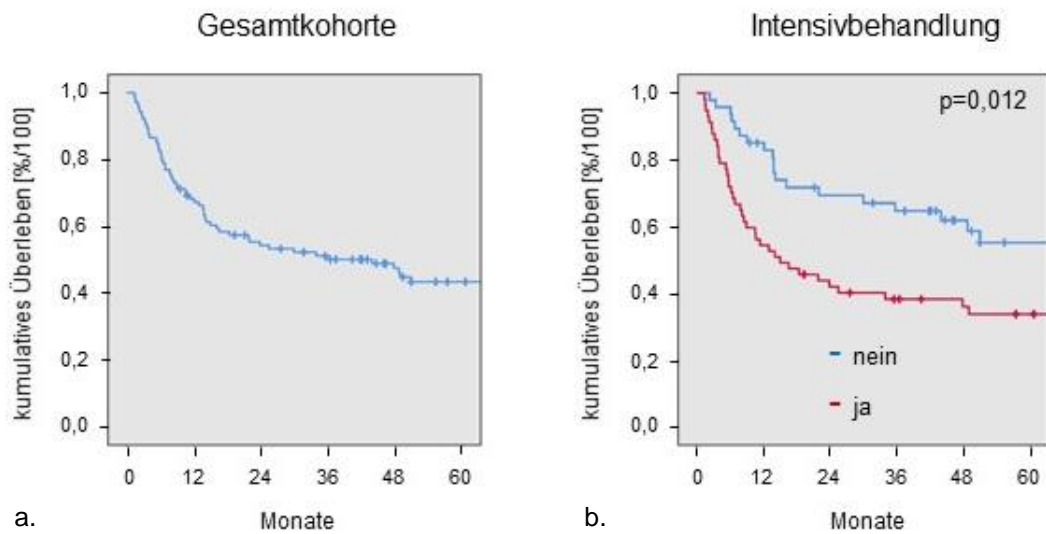 Gesamtkohorte
kumulatives Überleben [%/100]
1,0
0,8
0,6
0,4
0,2
0,0
0 12 24 36 48 60
Monate
a.
Intensivbehandlung
kumulatives Überleben [%/100]
1,0
0,8
0,6
0,4
0,2
0,0
p=0,012
nein
ja
0 12 24 36 48 60
Monate
b.